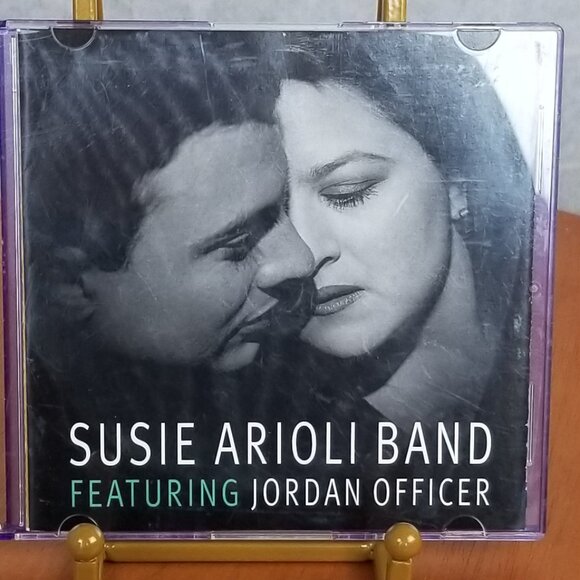 SUSIE ARIOLI BAND
FEATURING JORDAN OFFICER